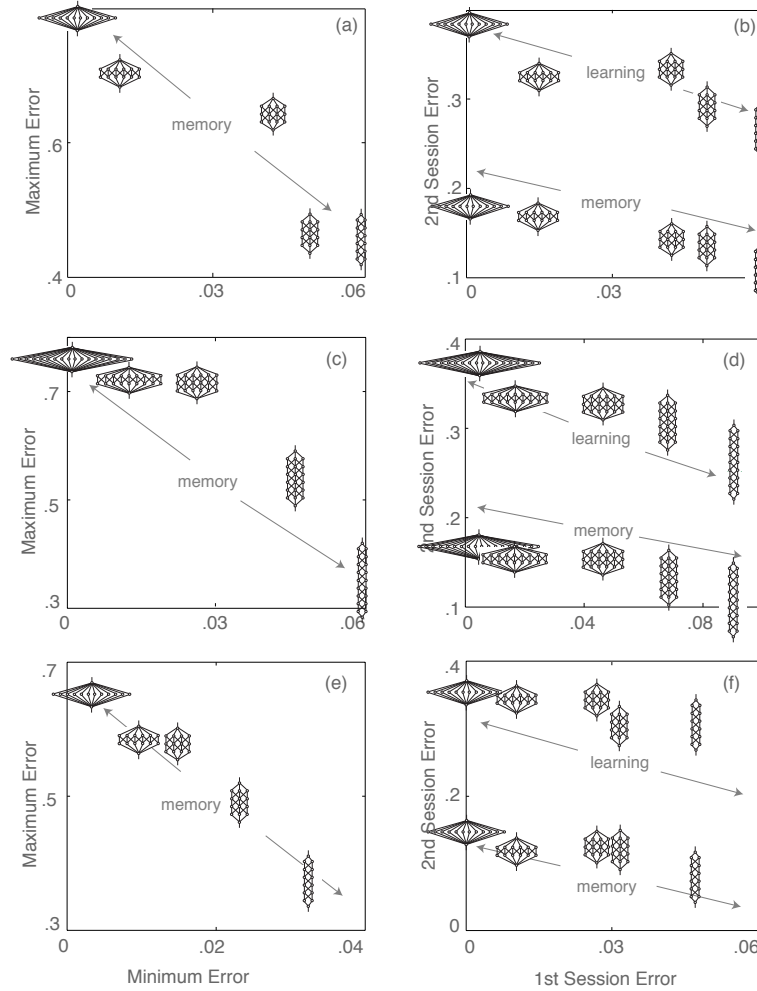 (a)
Maximum Error
.6
.4
memory
0
.03
.06
(b)
2nd Session Error
.3
.2
.1
learning
memory
0
.03
.06
(c)
Maximum Error
.7
.5
.3
memory
0
.03
.06
(d)
2nd Session Error
.4
.3
.2
.1
learning
memory
0
.04
.08
(e)
Maximum Error
.7
.5
.3
memory
0
.02
.04
Minimum Error
(f)
2nd Session Error
.4
.2
0
learning
memory
0
.03
.06
1st Session Error